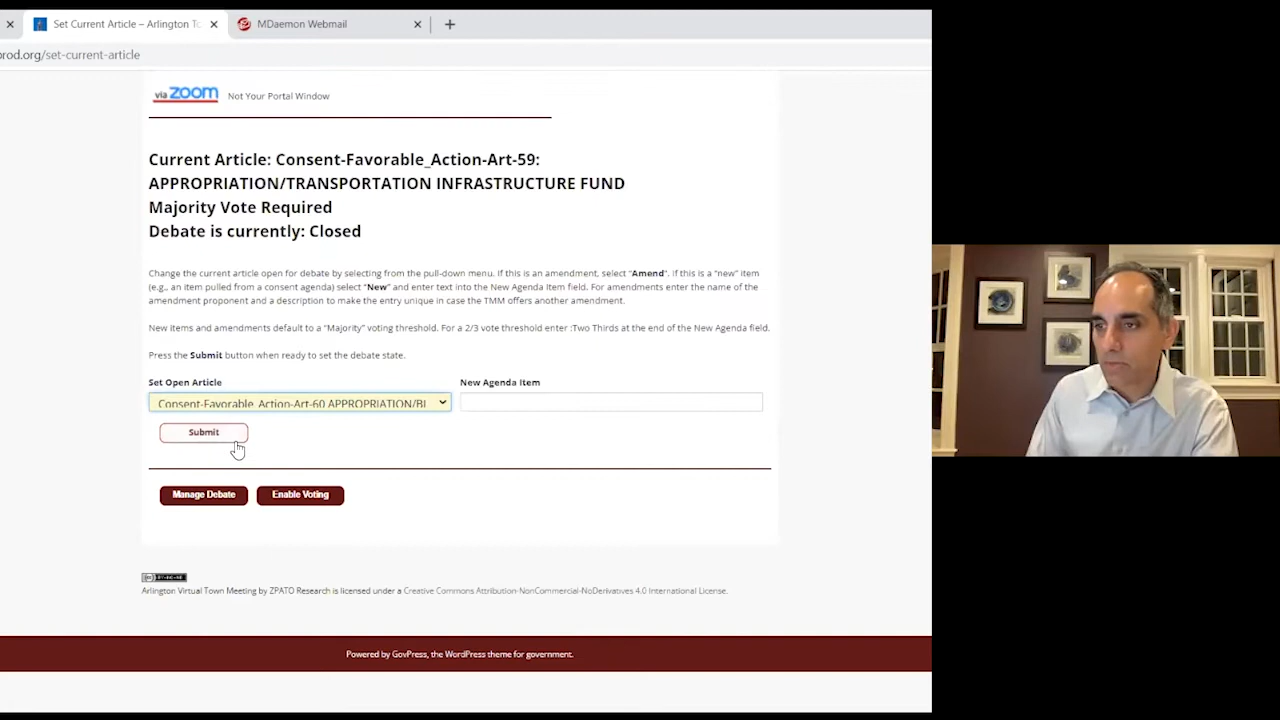 Set Current Article – Arlington To
MDaemon Webmail
prod.org/set-current-article
via zoom Not Your Portal Window
Current Article: Consent-Favorable_Action-Art-59:
APPROPRIATION/TRANSPORTATION INFRASTRUCTURE FUND
Majority Vote Required
Debate is currently: Closed
Change the current article open for debate by selecting from the pull-down menu. If this is an amendment, select "Amend". If this is a "new" item
(e.g., an item pulled from a consent agenda) select "New" and enter text into the New Agenda Item field. For amendments enter the name of the
amendment proponent and a description to make the entry unique in case the TMM offers another amendment.
New items and amendments default to a "Majority" voting threshold. For a 2/3 vote threshold enter :Two Thirds at the end of the New Agenda field.
Press the Submit button when ready to set the debate state.
Set Open Article New Agenda Item
Consent-Favorable_Action-Art-60 APPROPRIATION/BI
Submit
Manage Debate Enable Voting
Arlington Virtual Town Meeting by ZPATO Research is licensed under a Creative Commons Attribution-NonCommercial-NoDerivatives 4.0 International License.
Powered by GovPress, the WordPress theme for government.